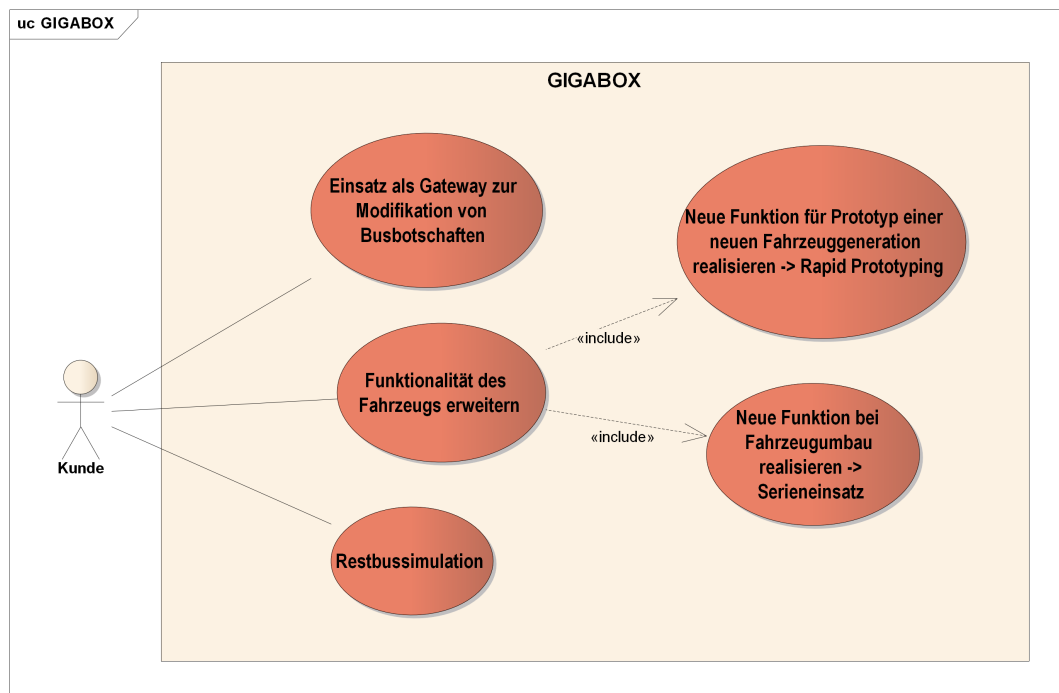 uc GIGABOX
GIGABOX
Einsatz als Gateway zur
Modifikation von
Busbotschaften
Neue Funktion für Prototyp einer
neuen Fahrzeuggeneration
realisieren -> Rapid Prototyping
«include»
Funktionalität des
Fahrzeugs erweitern
«include»
Neue Funktion bei
Fahrzeugumbau
realisieren ->
Serieneinsatz
Kunde
Restbussimulation